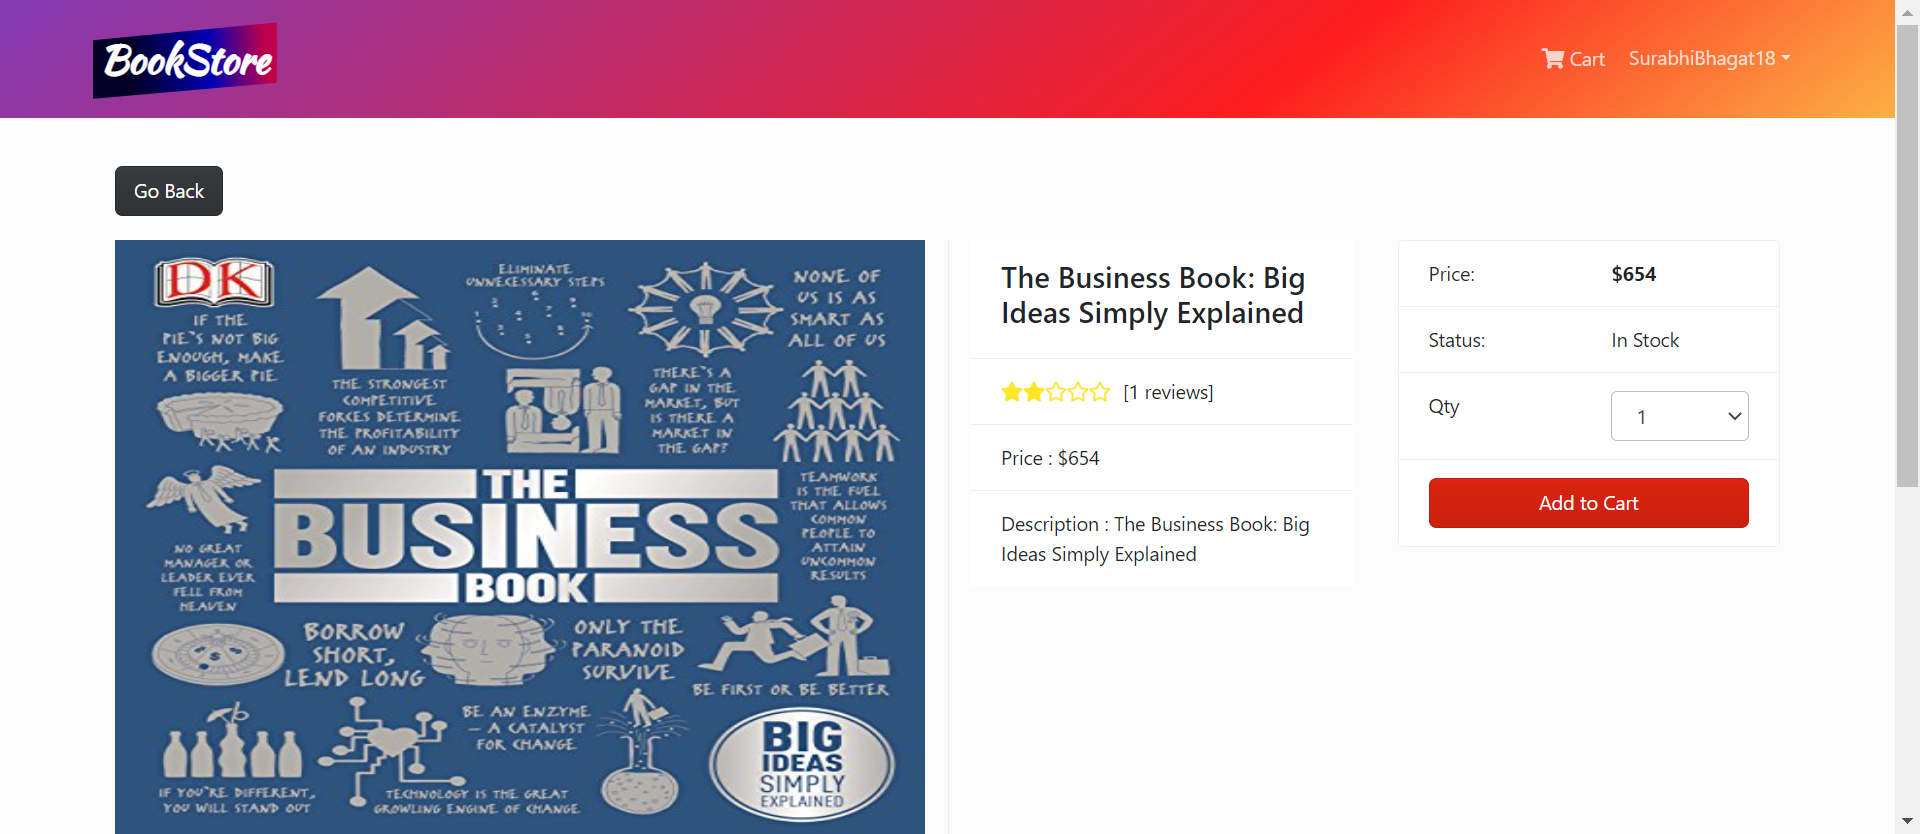 BookStore
Cart
SurabhiBhagat18
Go Back
DK
IF THE
PIE'S NOT BIG
ENOUGH, MAKE
A BIGGER PIE
THE STRONGEST
COMPETITIVE
FORCES DETERMINE
THE PROFITABILITY
OF AN INDUSTRY
ELIMINATE
UNNECESSARY STEPS
THERE'S A
GAP IN THE
MARKET, BUT
IS THERE A
MARKET IN
THE GAP?
NONE OF
US IS AS
SMART AS
ALL OF US
NO GREAT
MANAGER OR
LEADER EVER
FELL FROM
HEAVEN
THE
BUSINESS
BOOK
TEAMWORK
IS THE FUEL
THAT ALLOWS
COMMON
PEOPLE TO
ATTAIN
UNCOMMON
RESULTS
BORROW
SHORT,
LEND LONG
ONLY THE
PARANOID
SURVIVE
BE FIRST OR BE BETTER
IF YOU'RE DIFFERENT,
YOU WILL STAND OUT
BE AN ENZYME
– A CATALYST
FOR CHANGE
TECHNOLOGY IS THE GREAT
GROWLING ENGINE OF CHANGE
BIG
IDEAS
SIMPLY
EXPLAINED
The Business Book: Big
Ideas Simply Explained
[1 reviews]
Price : $654
Description : The Business Book: Big
Ideas Simply Explained
Price: $654
Status: In Stock
Qty 1
Add to Cart